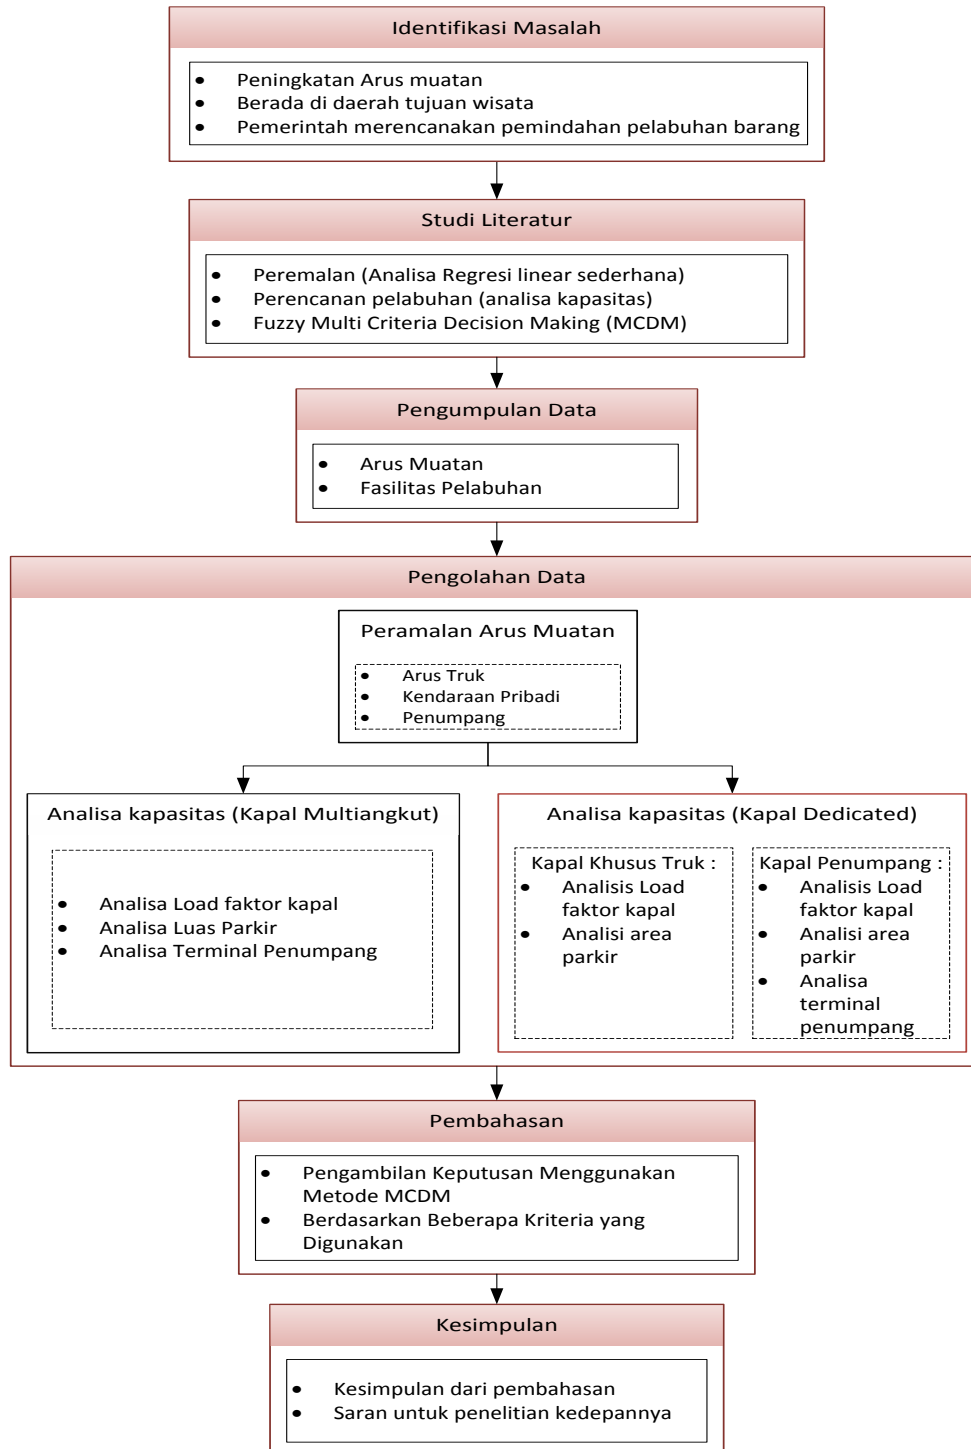 Identifikasi Masalah
• Peningkatan Arus muatan
• Berada di daerah tujuan wisata
• Pemerintah merencanakan pemindahan pelabuhan barang
Studi Literatur
• Peremalan (Analisa Regresi linear sederhana)
• Perencanan pelabuhan (analisa kapasitas)
• Fuzzy Multi Criteria Decision Making (MCDM)
Pengumpulan Data
• Arus Muatan
• Fasilitas Pelabuhan
Pengolahan Data
Peramalan Arus Muatan
• Arus Truk
• Kendaraan Pribadi
• Penumpang
Analisa kapasitas (Kapal Multiangkut)
• Analisa Load faktor kapal
• Analisa Luas Parkir
• Analisa Terminal Penumpang
Analisa kapasitas (Kapal Dedicated)
Kapal Khusus Truk :
• Analisis Load
faktor kapal
• Analisi area
parkir
Kapal Penumpang :
• Analisis Load
faktor kapal
• Analisi area
parkir
• Analisa
terminal
penumpang
Pembahasan
• Pengambilan Keputusan Menggunakan
Metode MCDM
• Berdasarkan Beberapa Kriteria yang
Digunakan
Kesimpulan
• Kesimpulan dari pembahasan
• Saran untuk penelitian kedepannya